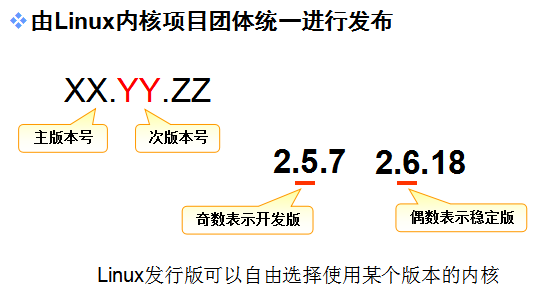 由Linux内核项目团体统一进行发布
XX.YY.ZZ
主版本号
次版本号
2.5.7
2.6.18
奇数表示开发版
偶数表示稳定版
Linux发行版可以自由选择使用某个版本的内核